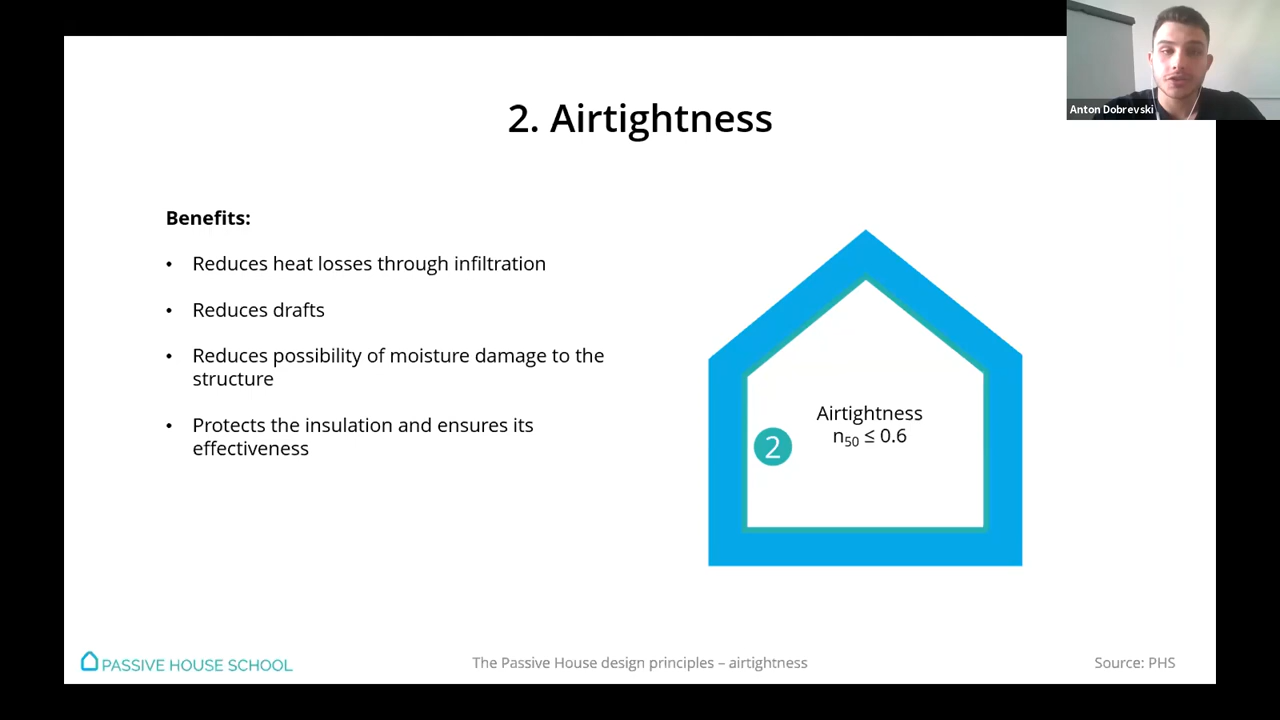 Anton Dobrevski
2. Airtightness
Benefits:
• Reduces heat losses through infiltration
• Reduces drafts
• Reduces possibility of moisture damage to the
structure
• Protects the insulation and ensures its
effectiveness
Airtightness
n50 ≤ 0.6
2
PASSIVE HOUSE SCHOOL
The Passive House design principles – airtightness
Source: PHS